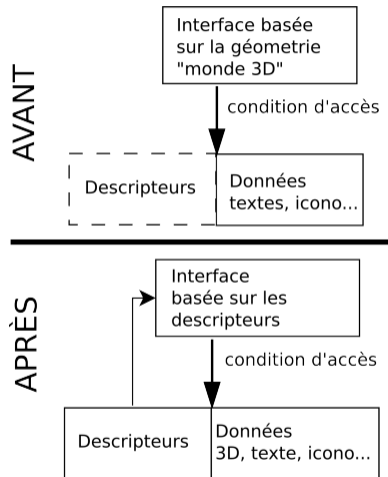 AVANT
Interface basée
sur la géometrie
"monde 3D"
condition d'accès
Descripteurs
Données
textes, icono...
APRÈS
Interface
basée sur les
descripteurs
condition d'accès
Descripteurs
Données
3D, texte, icono...